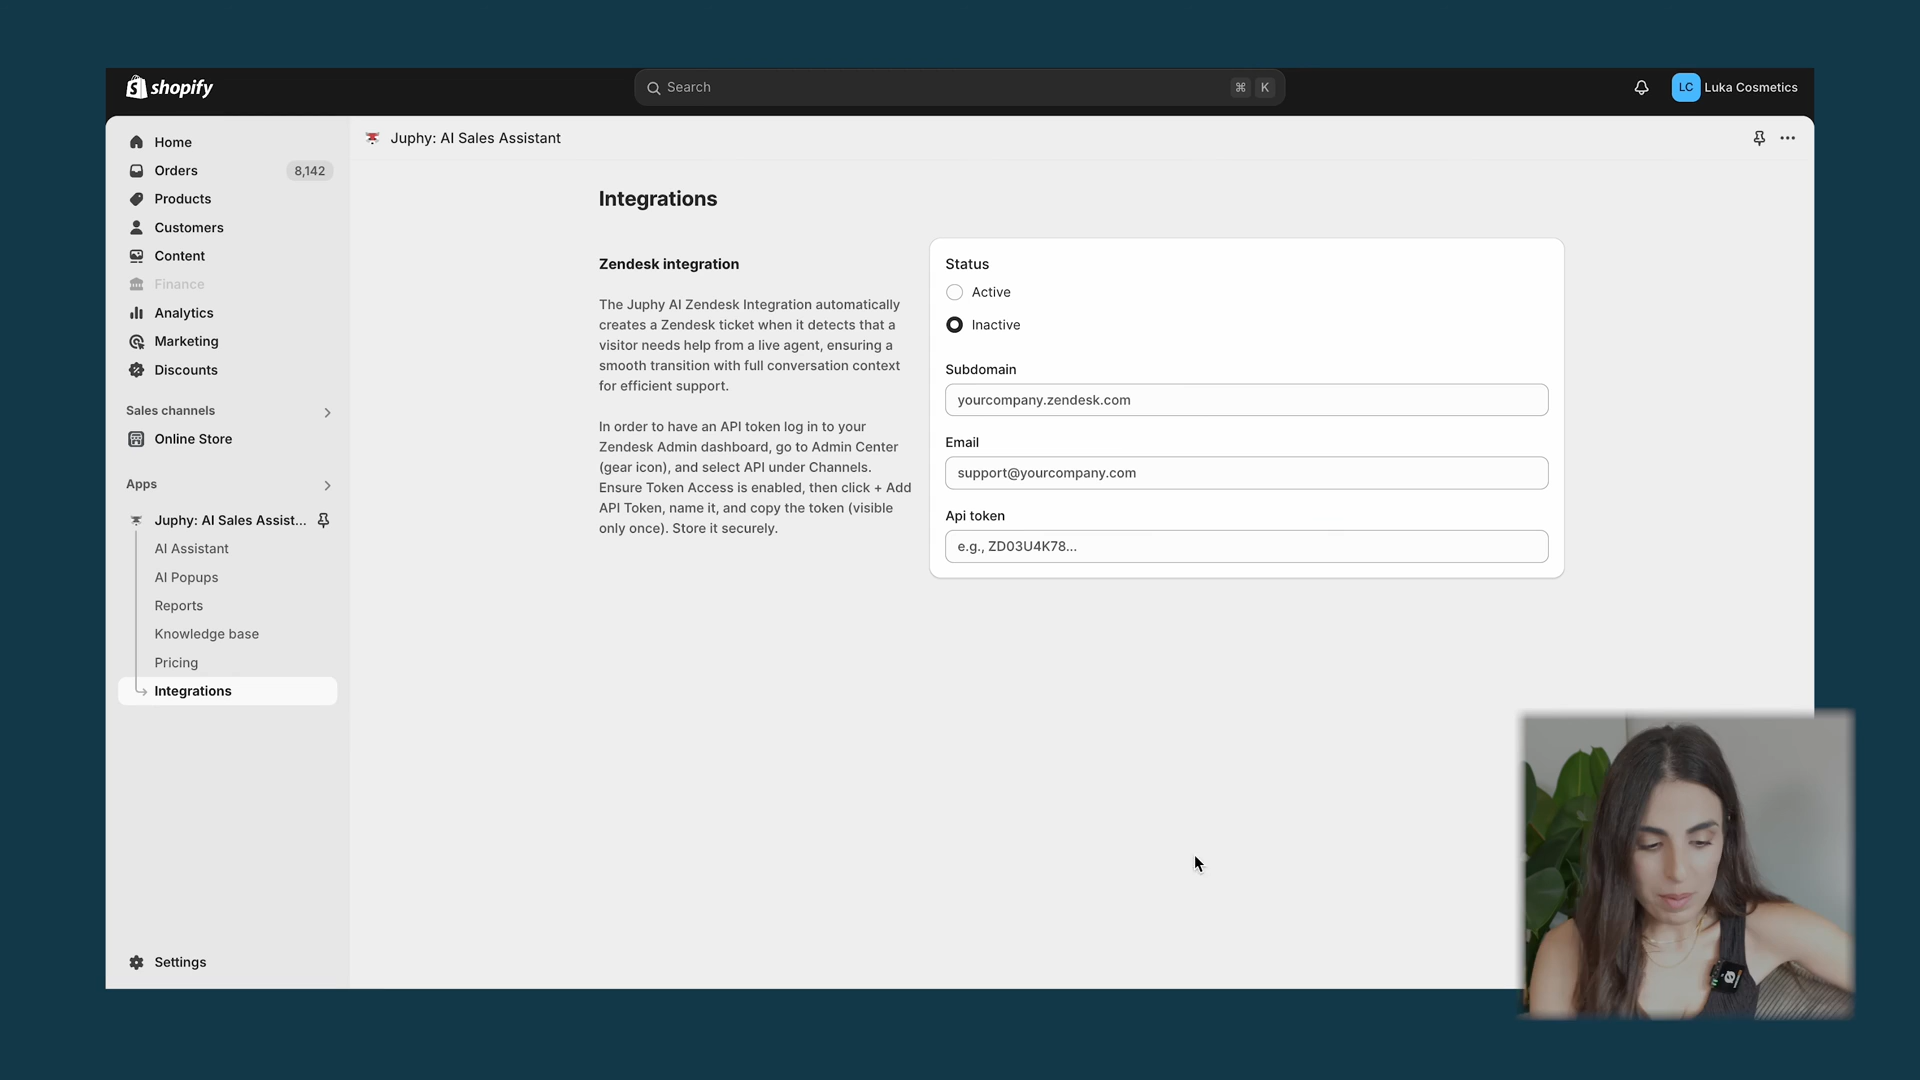 shopify
Search
⌘ K
LC Luka Cosmetics
Home
Orders 8,142
Products
Customers
Content
Finance
Analytics
Marketing
Discounts
Sales channels
Online Store
Apps
Juphy: AI Sales Assist...
AI Assistant
AI Popups
Reports
Knowledge base
Pricing
Integrations
Settings
Juphy: AI Sales Assistant
Integrations
Zendesk integration
The Juphy AI Zendesk Integration automatically
creates a Zendesk ticket when it detects that a
visitor needs help from a live agent, ensuring a
smooth transition with full conversation context
for efficient support.
In order to have an API token log in to your
Zendesk Admin dashboard, go to Admin Center
(gear icon), and select API under Channels.
Ensure Token Access is enabled, then click + Add
API Token, name it, and copy the token (visible
only once). Store it securely.
Status
Active
Inactive
Subdomain
yourcompany.zendesk.com
Email
support@yourcompany.com
Api token
e.g., ZD03U4K78...